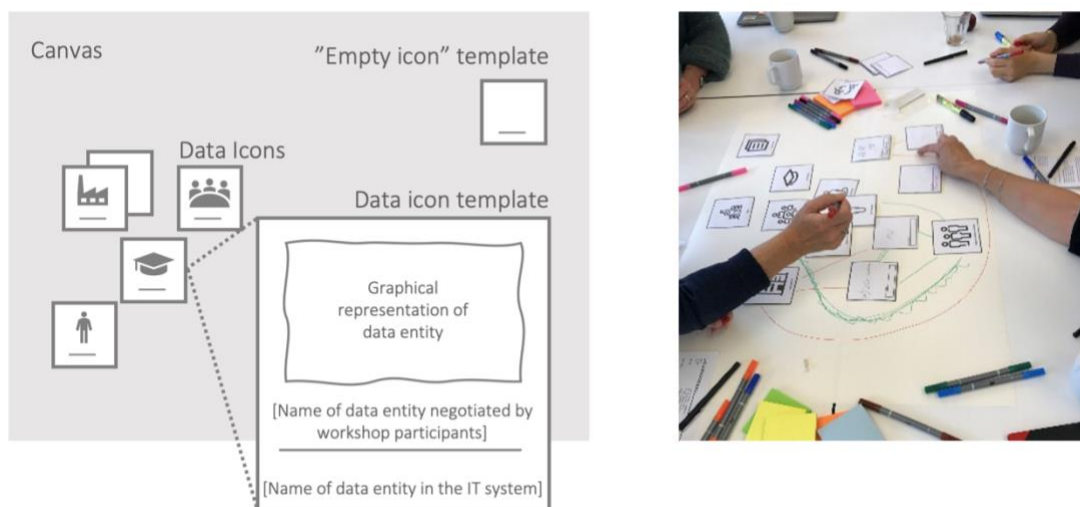 Canvas
”Empty icon” template
Data Icons
Data icon template
Graphical
representation of
data entity
[Name of data entity negotiated by
workshop participants]
[Name of data entity in the IT system]